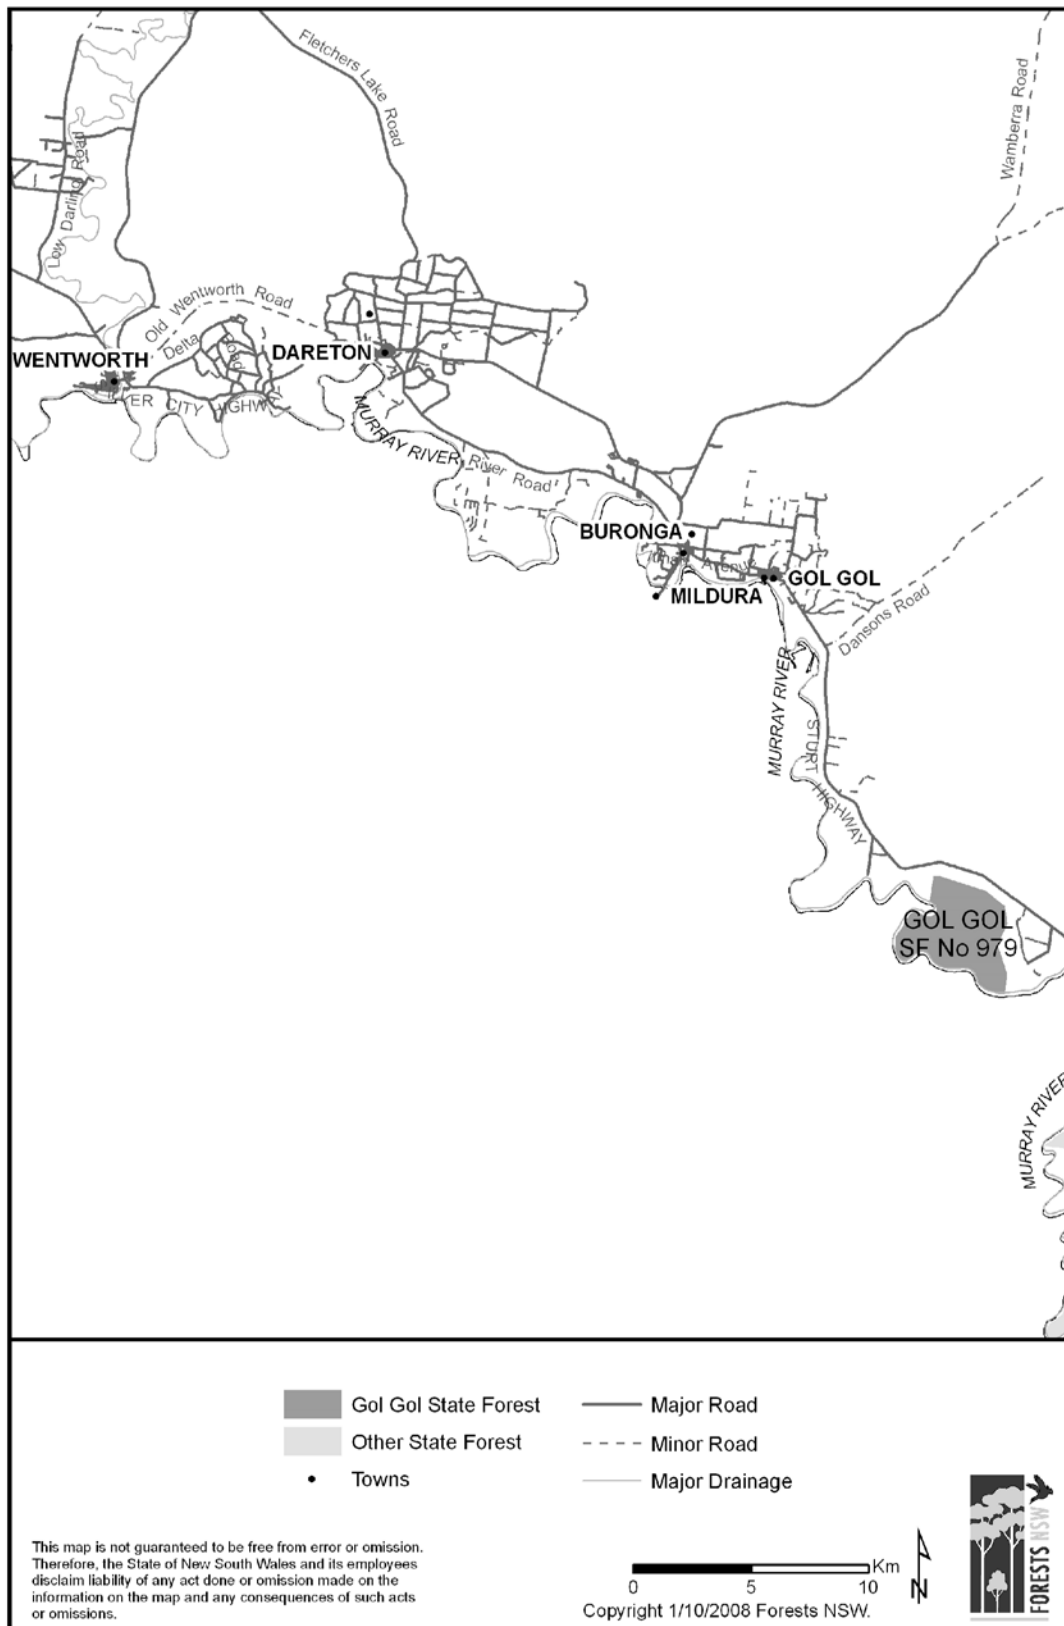 Fletchers Lake Road
Wamberra Road
Low Darling Road
Old Wentworth Road
Delta Road
WENTWORTH
DARETON
ER CITY HIGHW
MURRAY RIVER
River Road
BURONGA
Avenue
GOL GOL
MILDURA
Dansons Road
MURRAY RIVER
STURT HIGHWAY
GOL GOL
SF No 979
MURRAY RIVER
Gol Gol State Forest
Major Road
Other State Forest
Minor Road
Towns
Major Drainage
This map is not guaranteed to be free from error or omission.
Therefore, the State of New South Wales and its employees
disclaim liability of any act done or omission made on the
information on the map and any consequences of such acts
or omissions.
Km
0 5 10
Copyright 1/10/2008 Forests NSW.
N
FORESTS NSW